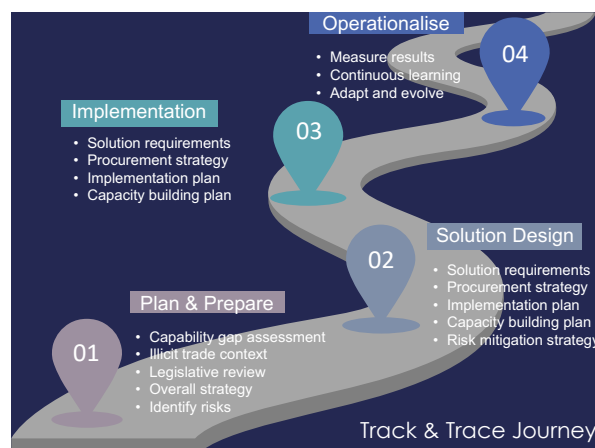 Operationalise
• Measure results
• Continuous learning
• Adapt and evolve
04
Implementation
• Solution requirements
• Procurement strategy
• Implementation plan
• Capacity building plan
03
Solution Design
• Solution requirements
• Procurement strategy
• Implementation plan
• Capacity building plan
• Risk mitigation strategy
02
Plan & Prepare
• Capability gap assessment
• Illicit trade context
• Legislative review
• Overall strategy
• Identify risks
01
Track & Trace Journey